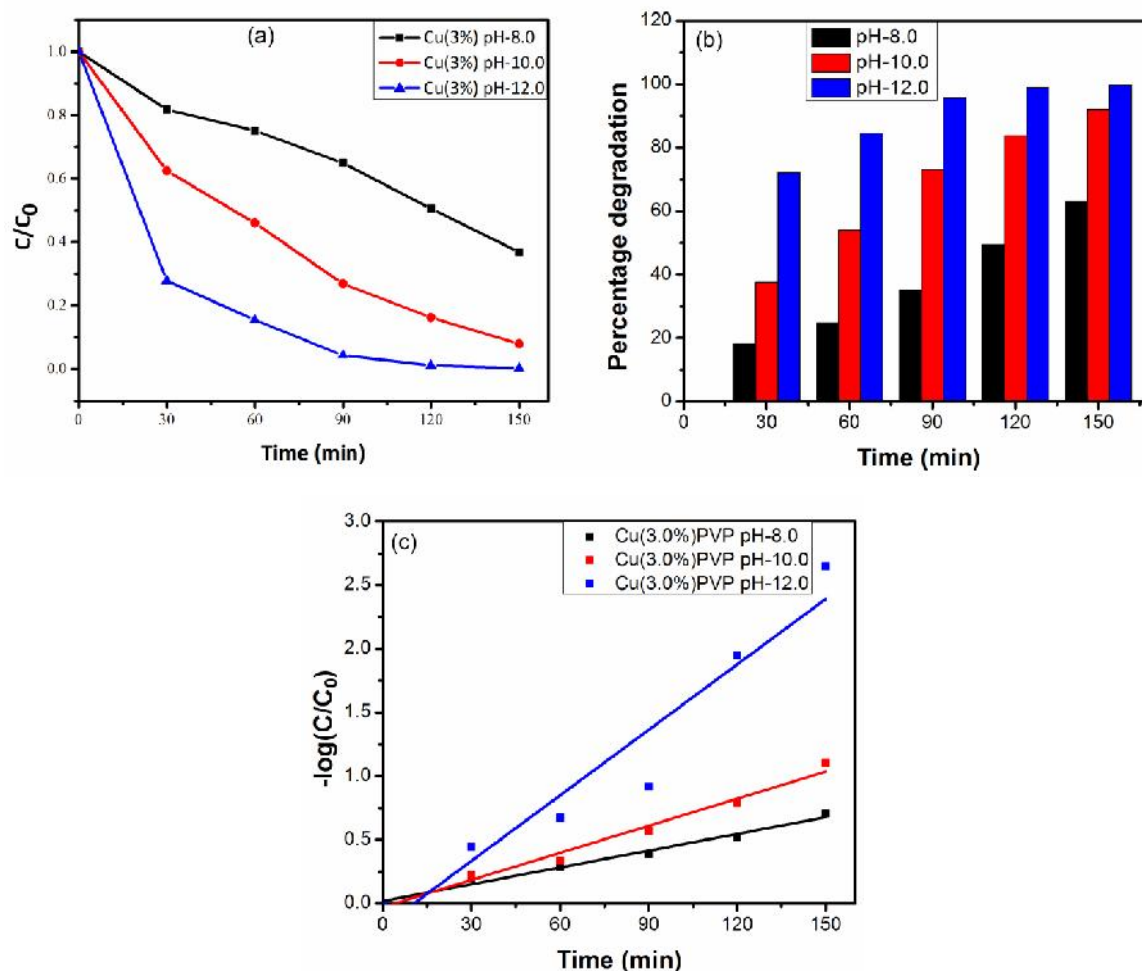 (a)
Cu(3%) pH-8.0
Cu(3%) pH-10.0
Cu(3%) pH-12.0
1.0
0.8
0.6
0.4
0.2
0.0
C/C₀
0 30 60 90 120 150
Time (min)
(b)
pH-8.0
pH-10.0
pH-12.0
120
100
80
60
40
20
0
Percentage degradation
0 30 60 90 120 150
Time (min)
(c)
Cu(3.0%)PVP pH-8.0
Cu(3.0%)PVP pH-10.0
Cu(3.0%)PVP pH-12.0
3.0
2.5
2.0
1.5
1.0
0.5
0.0
-log(C/C₀)
0 30 60 90 120 150
Time (min)